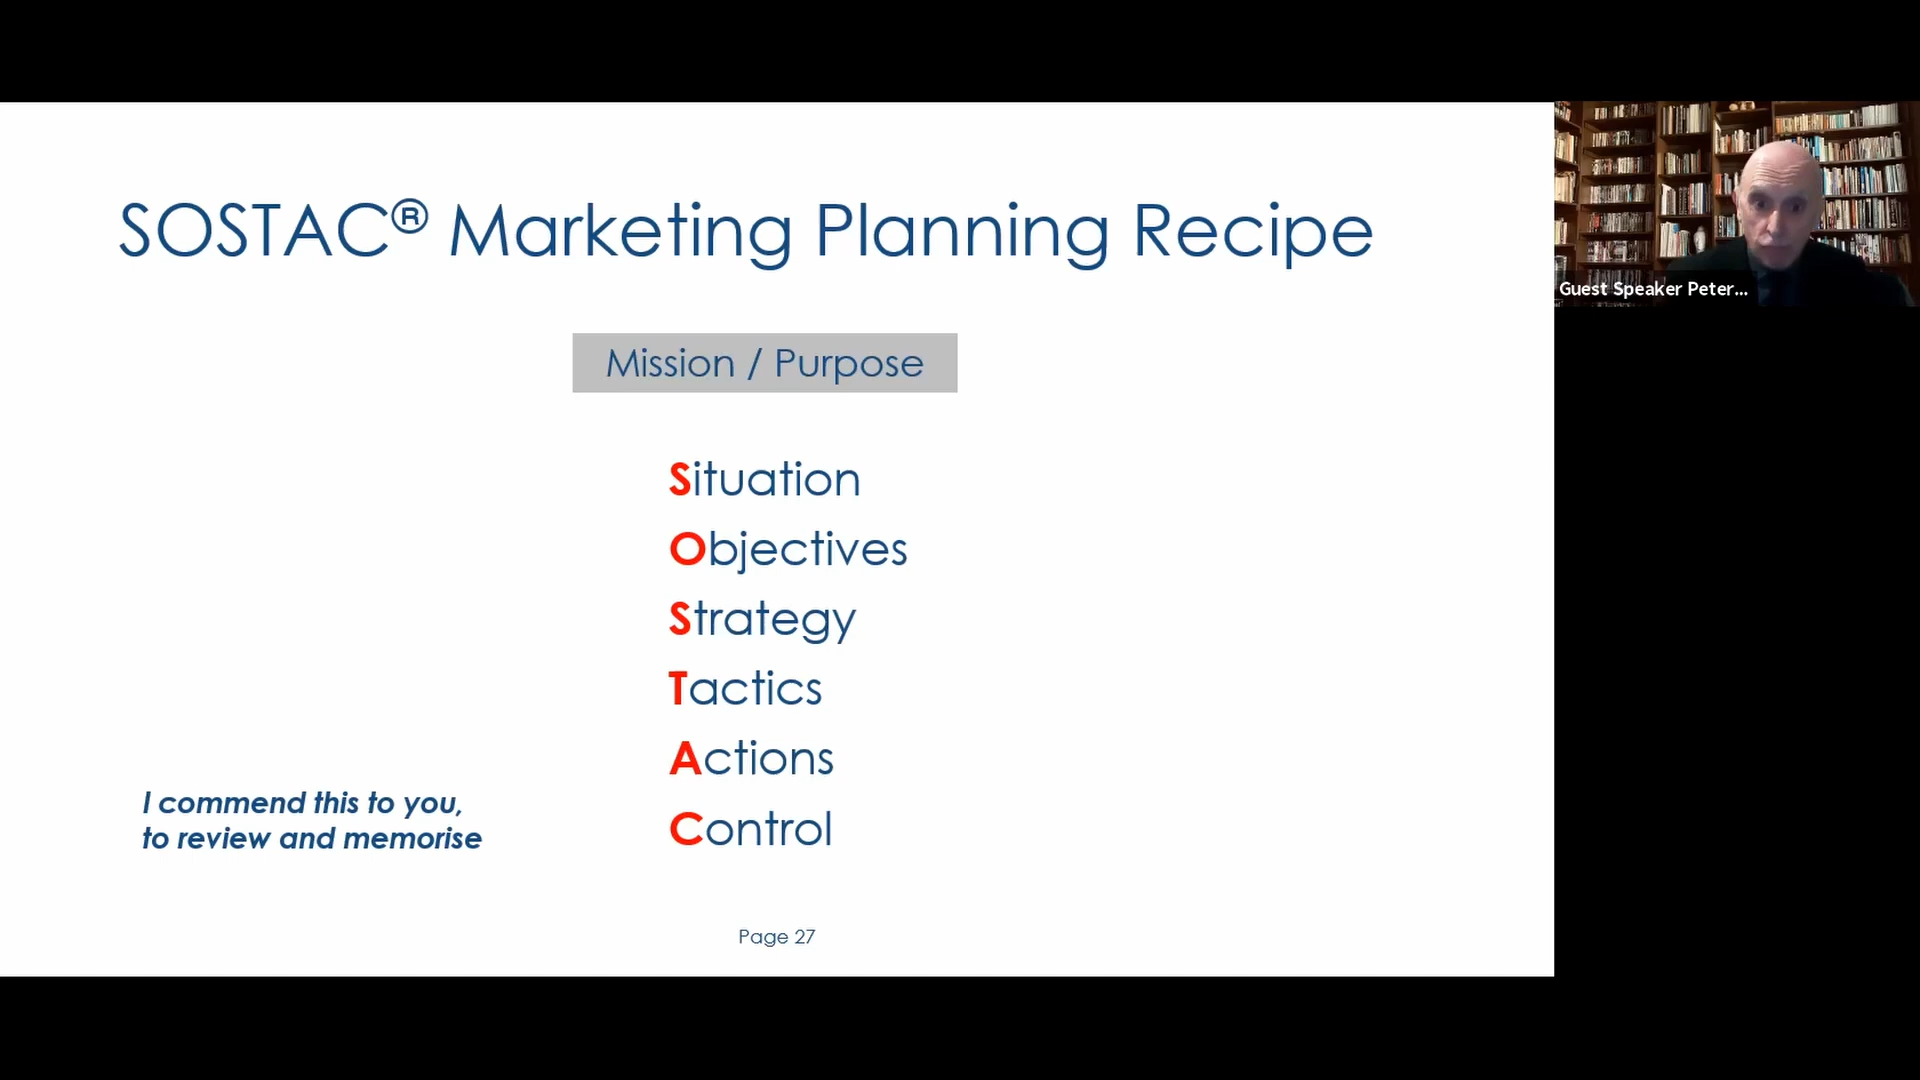 SOSTAC® Marketing Planning Recipe
Mission / Purpose
Situation
Objectives
Strategy
Tactics
Actions
Control
I commend this to you,
to review and memorise
Page 27
Guest Speaker Peter...